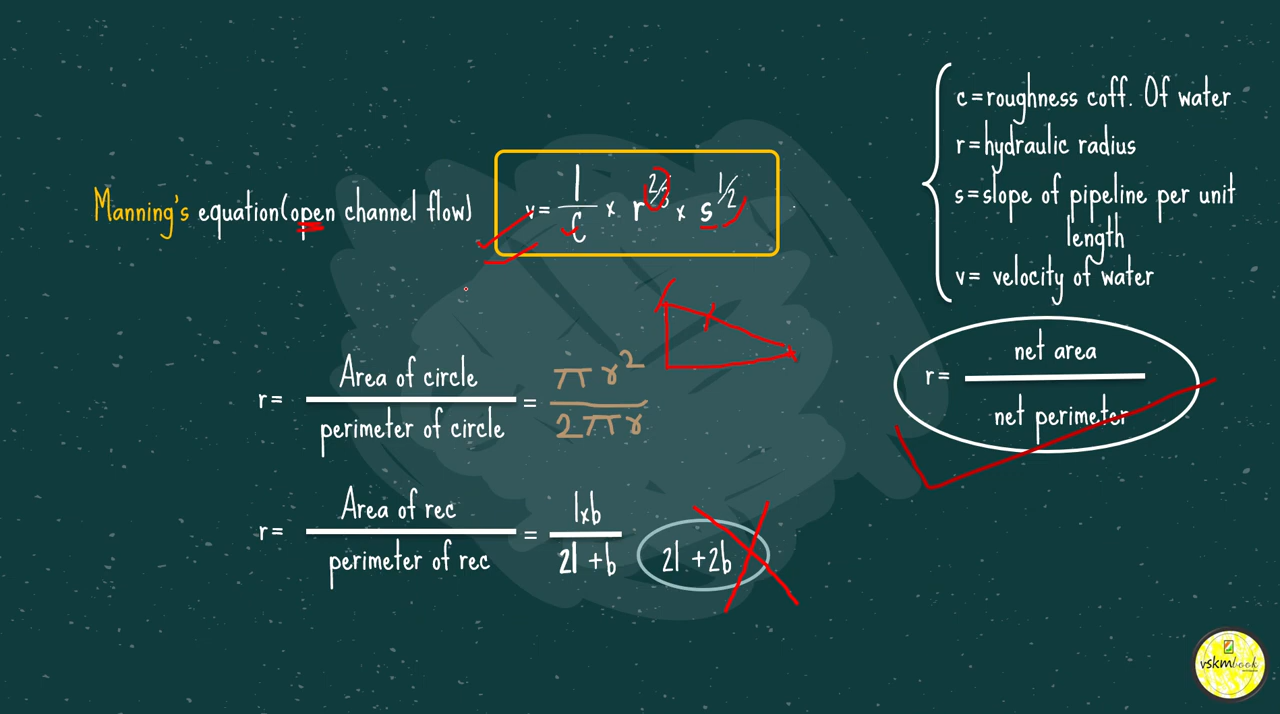 c=roughness coff. Of water
r=hydraulic radius
s=slope of pipeline per unit
length
v= velocity of water
Manning's equation(open channel flow)
v= 1/C × r^2/3 × s^1/2
r= net area / net perimeter
r= Area of circle / perimeter of circle = πr² / 2πr
r= Area of rec / perimeter of rec = l×b / 2l+b
2l +2b
vskmbook